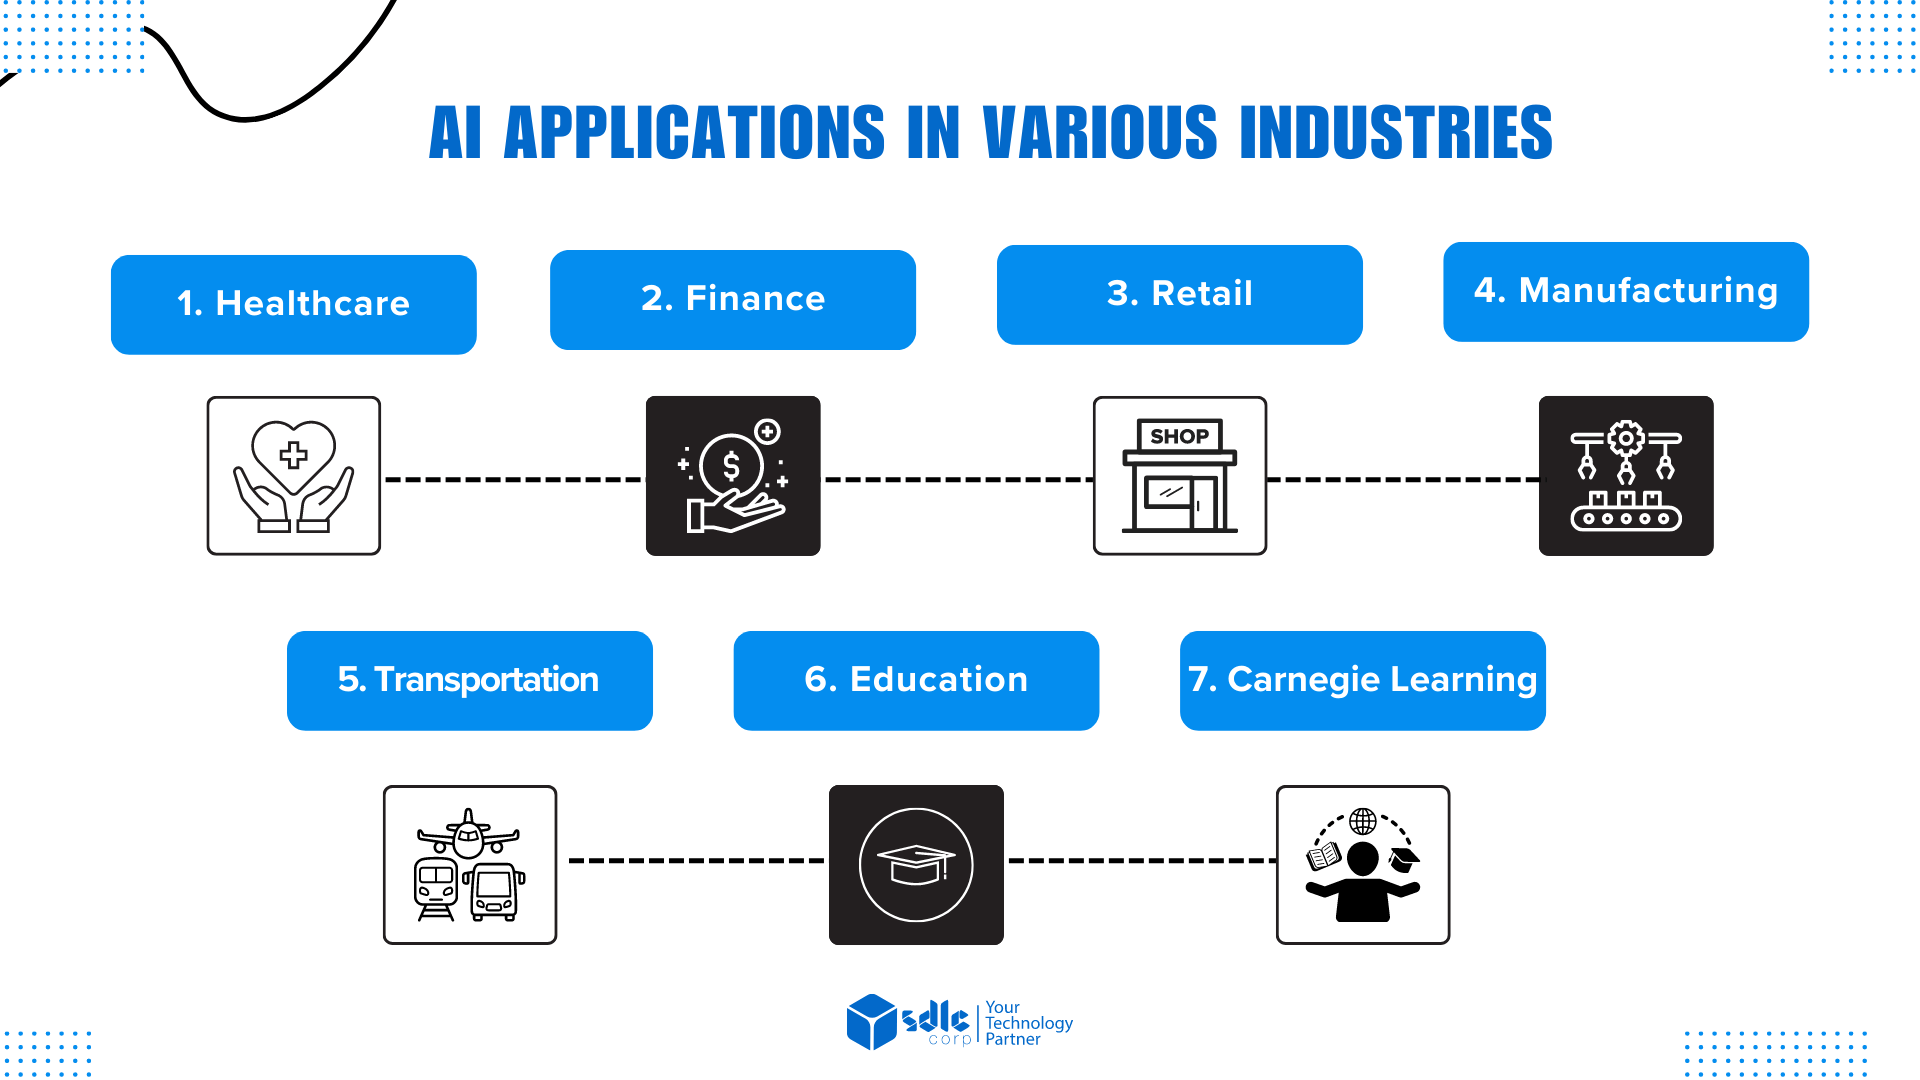 AI APPLICATIONS IN VARIOUS INDUSTRIES
1. Healthcare
2. Finance
3. Retail
4. Manufacturing
$
SHOP
5. Transportation
6. Education
7. Carnegie Learning
sdlc
corp
Your
Technology
Partner